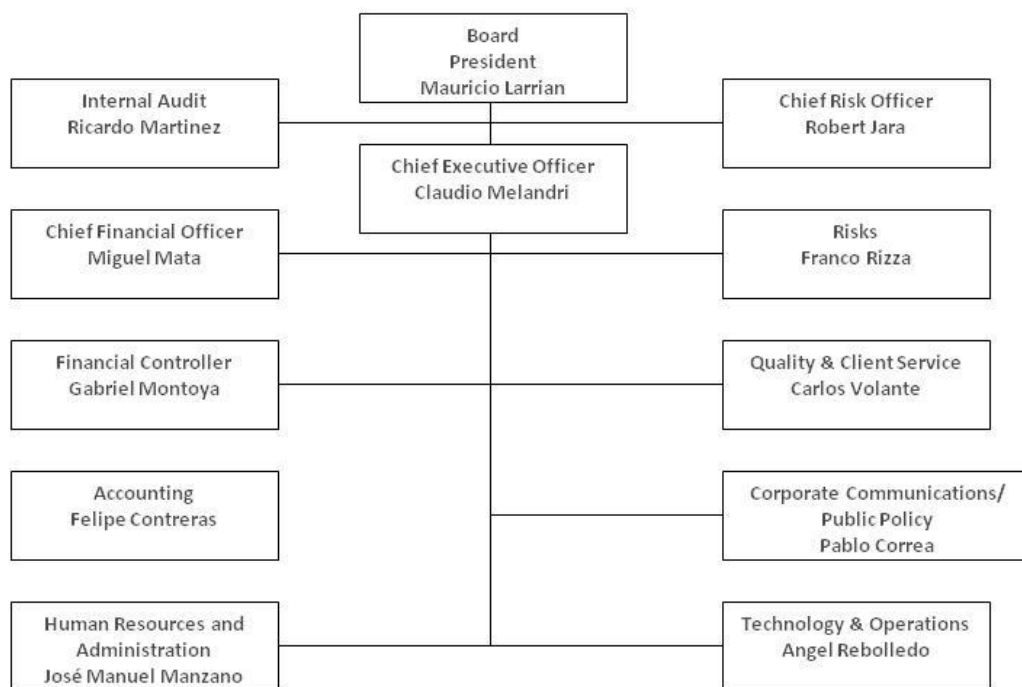 Board
President
Mauricio Larrian
Internal Audit
Ricardo Martinez
Chief Risk Officer
Robert Jara
Chief Executive Officer
Claudio Melandri
Chief Financial Officer
Miguel Mata
Risks
Franco Rizza
Financial Controller
Gabriel Montoya
Quality & Client Service
Carlos Volante
Accounting
Felipe Contreras
Corporate Communications/
Public Policy
Pablo Correa
Human Resources and
Administration
José Manuel Manzano
Technology & Operations
Angel Rebolledo